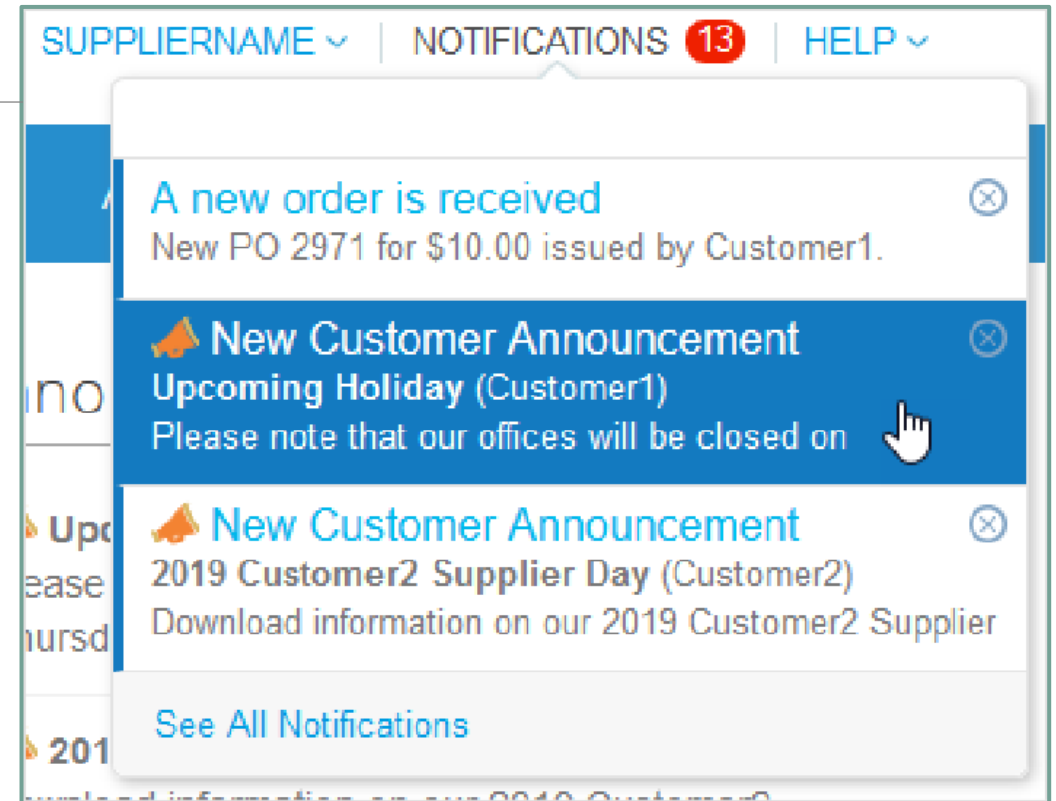 SUPPLIERNAME NOTIFICATIONS 13 HELP
A new order is received
New PO 2971 for $10.00 issued by Customer1.
New Customer Announcement
Upcoming Holiday (Customer1)
Please note that our offices will be closed on
New Customer Announcement
2019 Customer2 Supplier Day (Customer2)
Download information on our 2019 Customer2 Supplier
See All Notifications